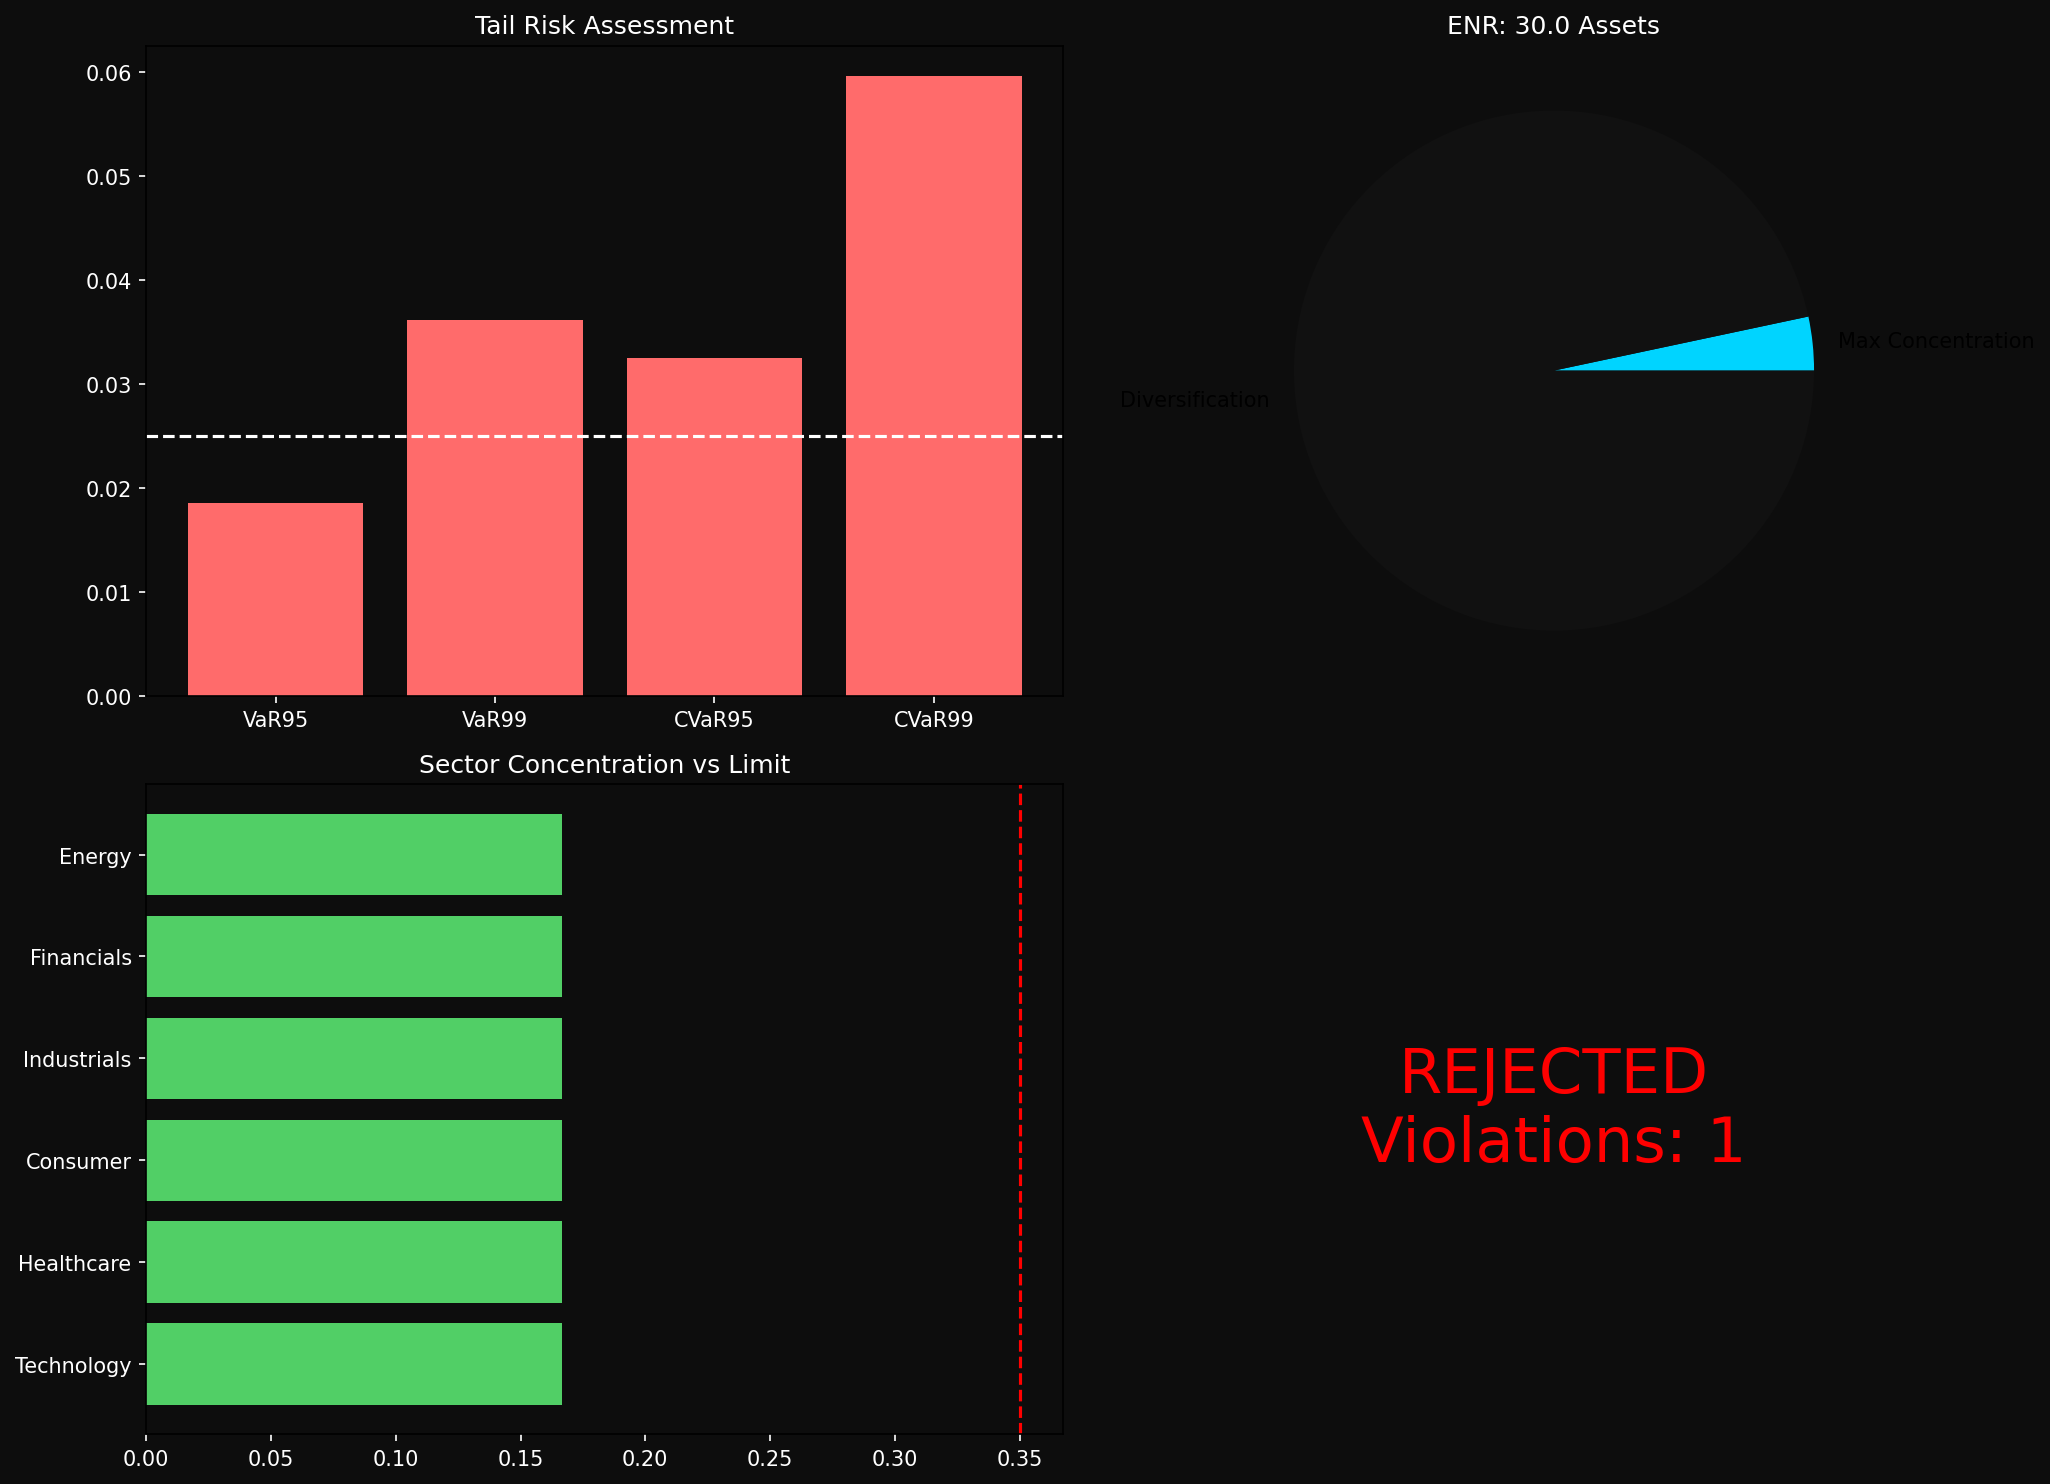 Tail Risk Assessment
0.06
0.05
0.04
0.03
0.02
0.01
0.00
VaR95 VaR99 CVaR95 CVaR99
ENR: 30.0 Assets
Max Concentration
Diversification
Sector Concentration vs Limit
Energy
Financials
Industrials
Consumer
Healthcare
Technology
0.00 0.05 0.10 0.15 0.20 0.25 0.30 0.35
REJECTED
Violations: 1